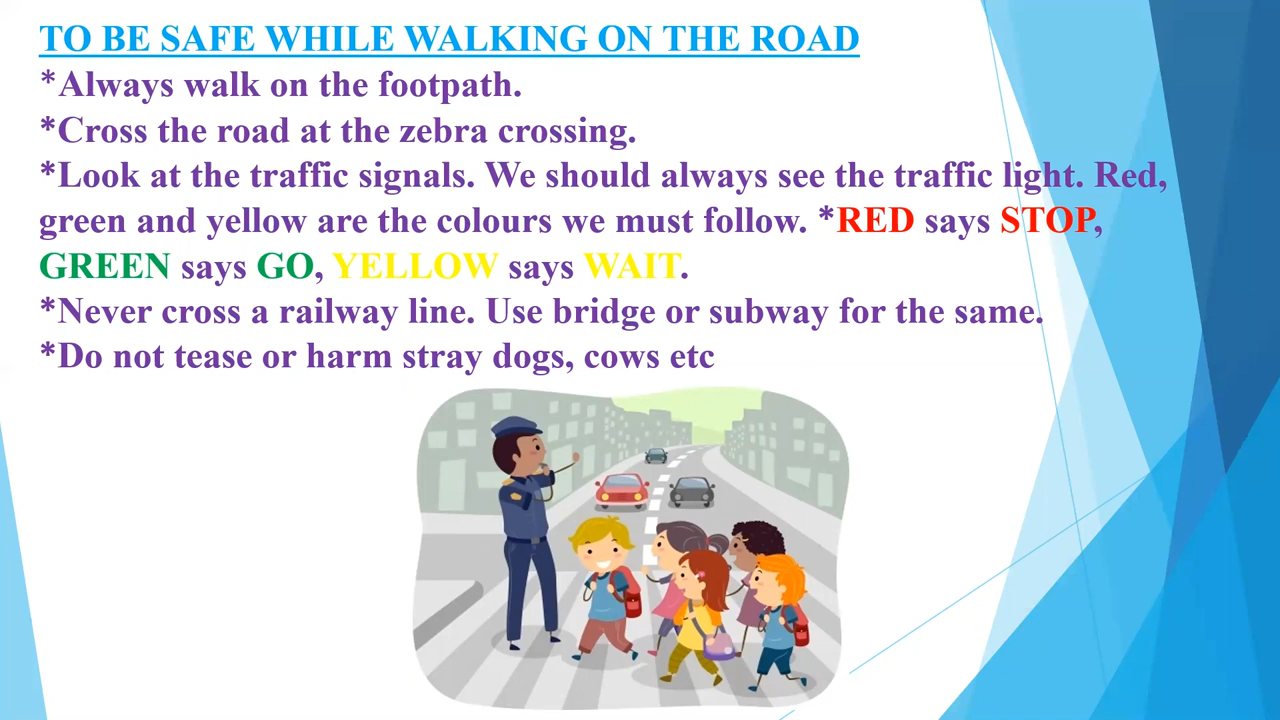 TO BE SAFE WHILE WALKING ON THE ROAD
*Always walk on the footpath.
*Cross the road at the zebra crossing.
*Look at the traffic signals. We should always see the traffic light. Red,
green and yellow are the colours we must follow. *RED says STOP,
GREEN says GO, YELLOW says WAIT.
*Never cross a railway line. Use bridge or subway for the same.
*Do not tease or harm stray dogs, cows etc